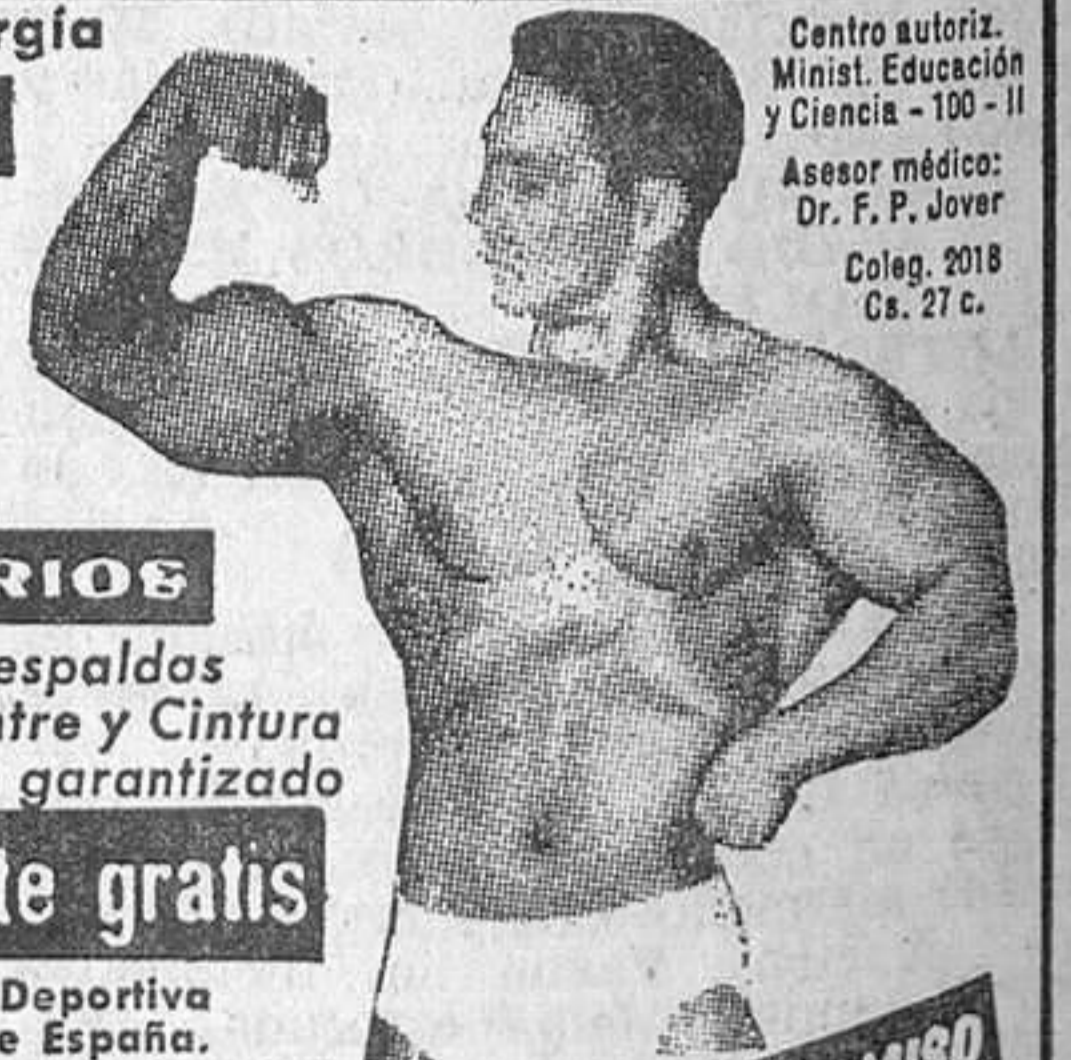 rgía
Centro autoriz.
Minist. Educación
y Ciencia - 100 - II
Asesor médico:
Dr. F. P. Jover
Coleg. 2018
Cs. 27 c.
RIOS
espaldas
ntre y Cintura
garantizado
te gratis
Deportiva
e España.